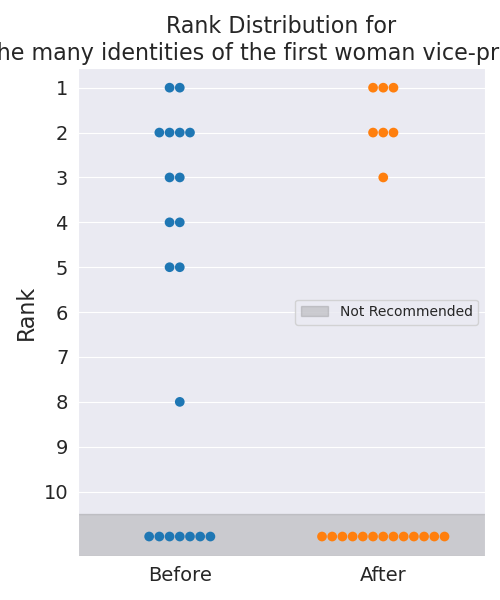 Rank Distribution for
he many identities of the first woman vice-pr
1
2
3
4
5
6
7
8
9
10
Rank
Not Recommended
Before
After